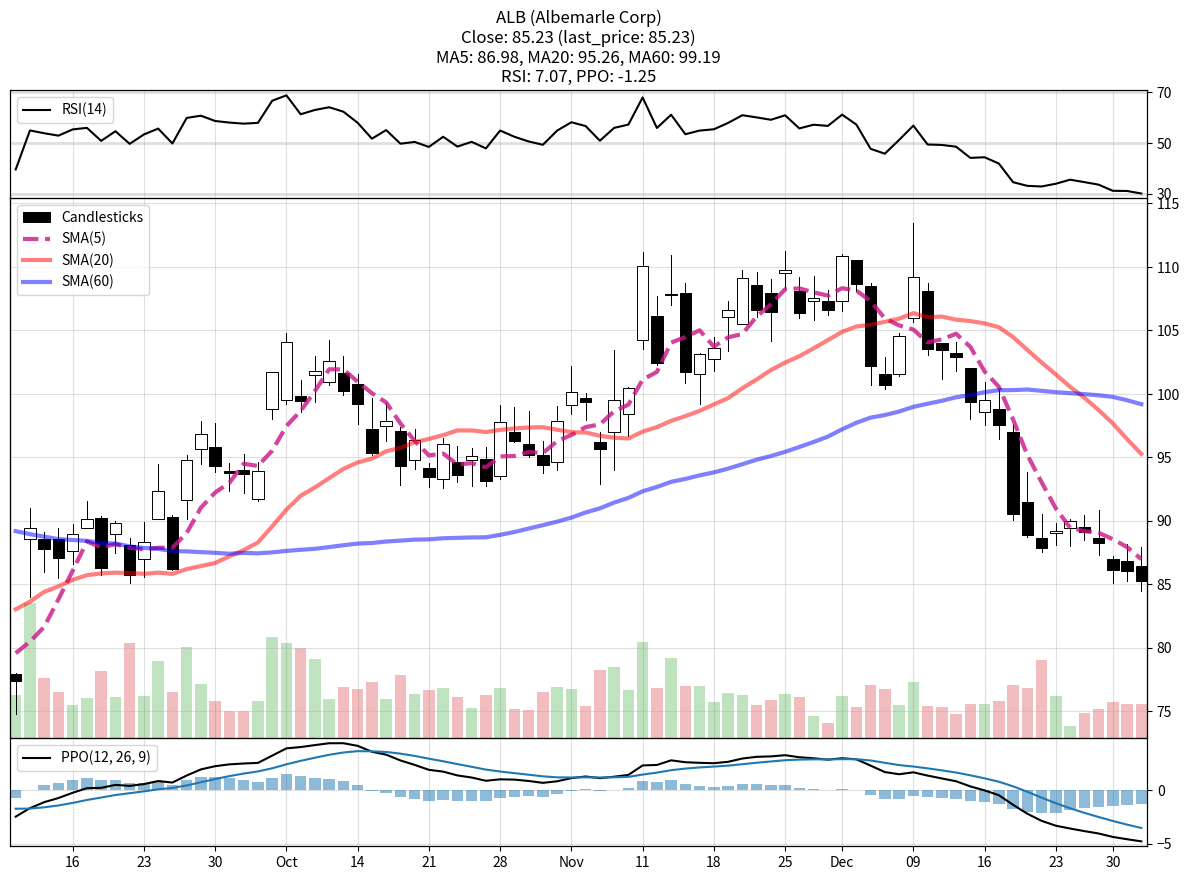 ALB (Albemarle Corp)
Close: 85.23 (last_price: 85.23)
MA5: 86.98, MA20: 95.26, MA60: 99.19
RSI: 7.07, PPO: -1.25
RSI(14)
70
50
30
Candlesticks
SMA(5)
SMA(20)
SMA(60)
115
110
105
100
95
90
85
80
75
PPO(12, 26, 9)
0
−5
16 23 30 Oct 14 21 28 Nov 11 18 25 Dec 09 16 23 30